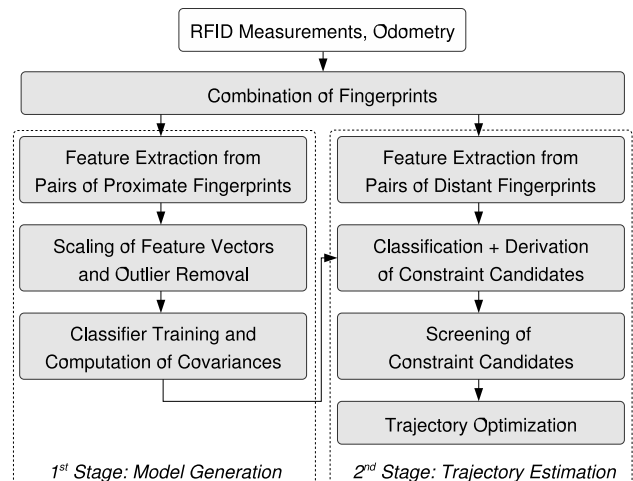 RFID Measurements, Odometry
Combination of Fingerprints
Feature Extraction from
Pairs of Proximate Fingerprints
Scaling of Feature Vectors
and Outlier Removal
Classifier Training and
Computation of Covariances
1st Stage: Model Generation
Feature Extraction from
Pairs of Distant Fingerprints
Classification + Derivation
of Constraint Candidates
Screening of
Constraint Candidates
Trajectory Optimization
2nd Stage: Trajectory Estimation